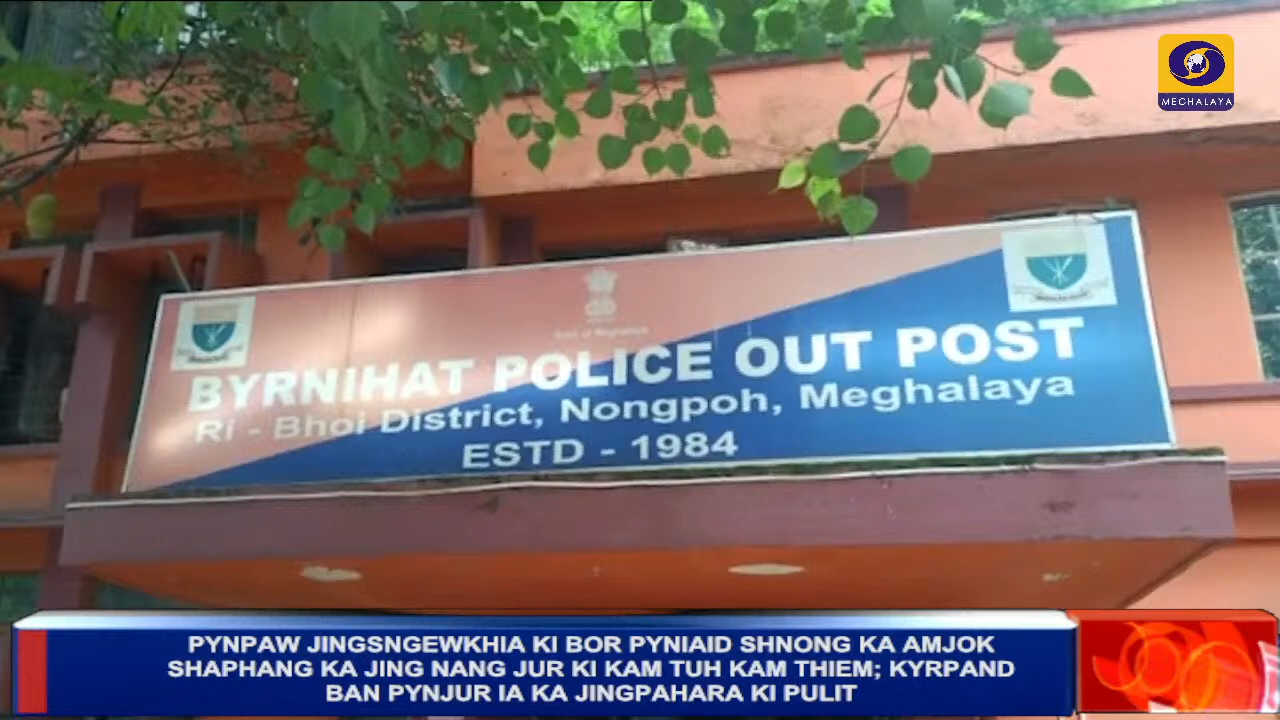 MEGHALAYA
BYRNIHAT POLICE OUT POST
Ri - Bhoi District, Nongpoh, Meghalaya
ESTD - 1984
PYNPAW JINGSNGEWKHIA KI BOR PYNIAID SHNONG KA AMJOK
SHAPHANG KA JING NANG JUR KI KAM TUH KAM THIEM; KYRPAND
BAN PYNJUR IA KA JINGPAHARA KI PULIT